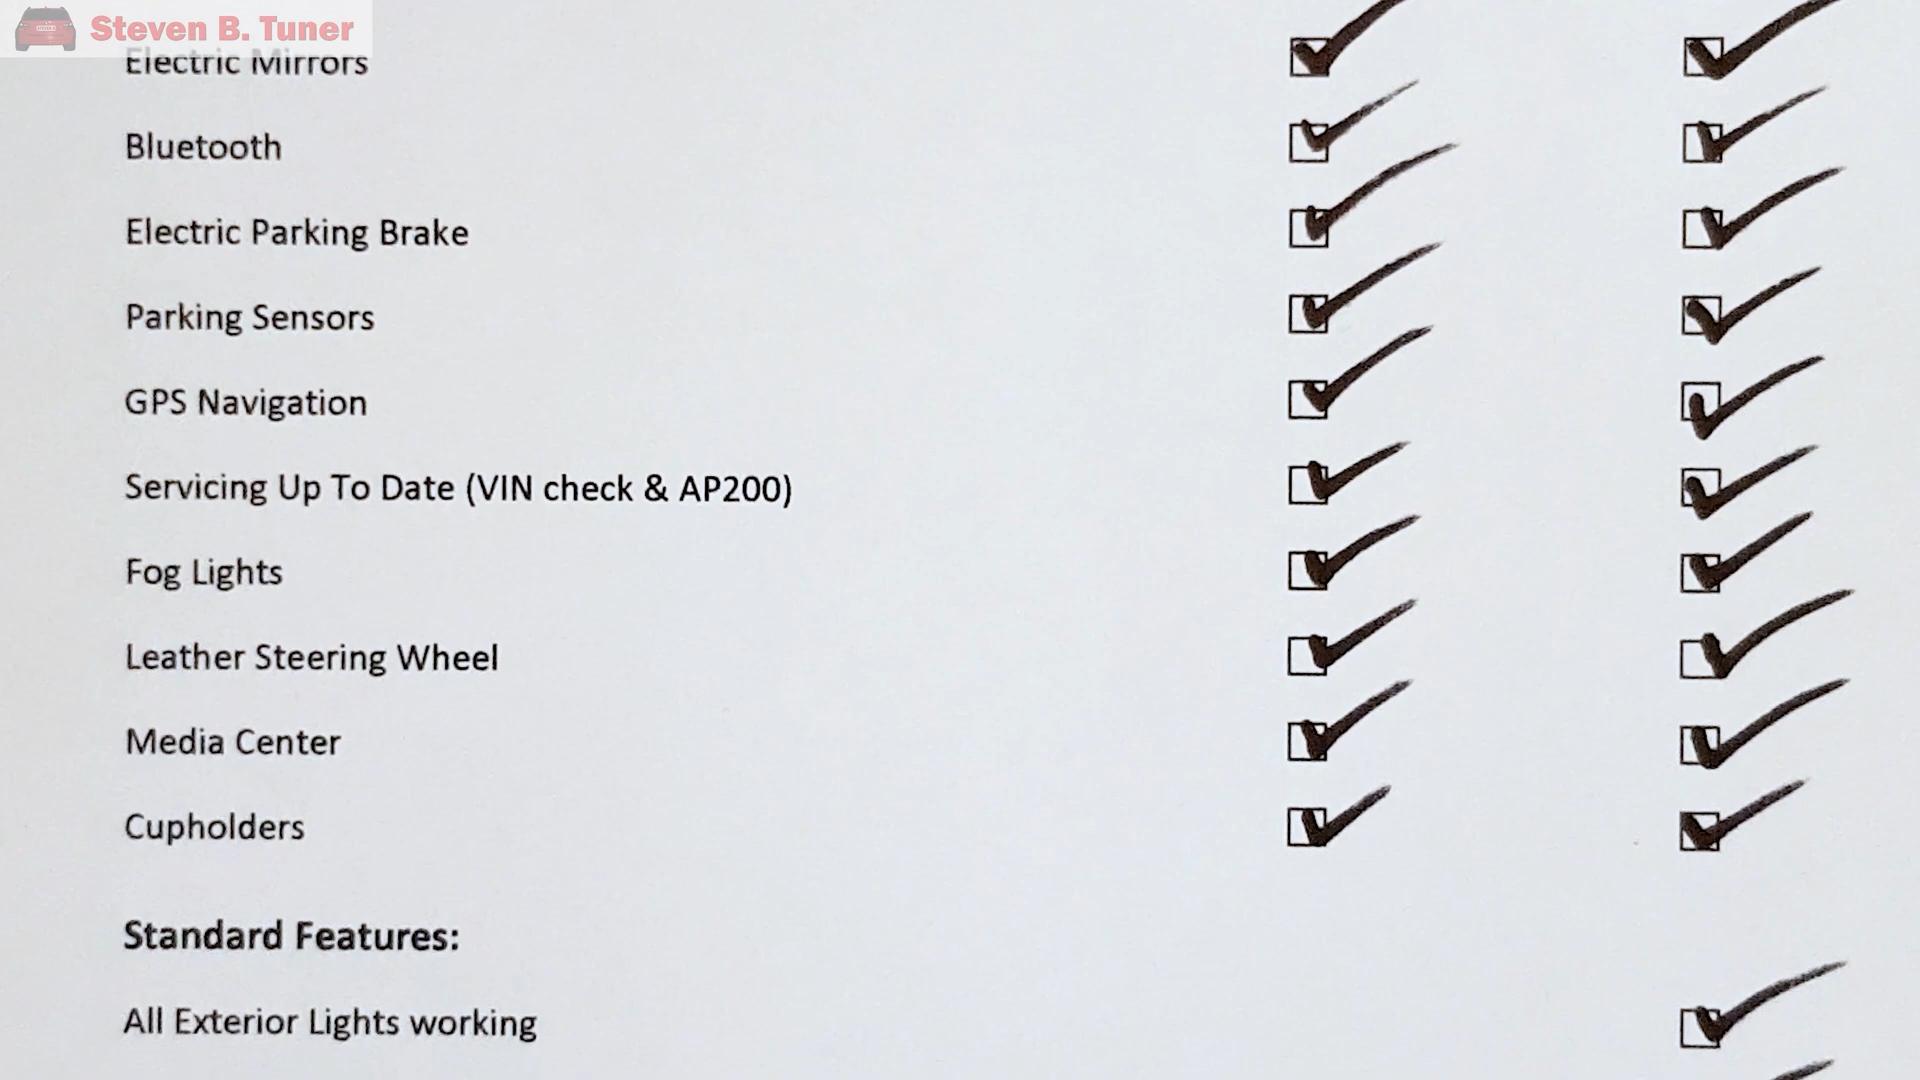 Steven B. Tuner
Electric Mirrors
Bluetooth
Electric Parking Brake
Parking Sensors
GPS Navigation
Servicing Up To Date (VIN check & AP200)
Fog Lights
Leather Steering Wheel
Media Center
Cupholders
Standard Features:
All Exterior Lights working